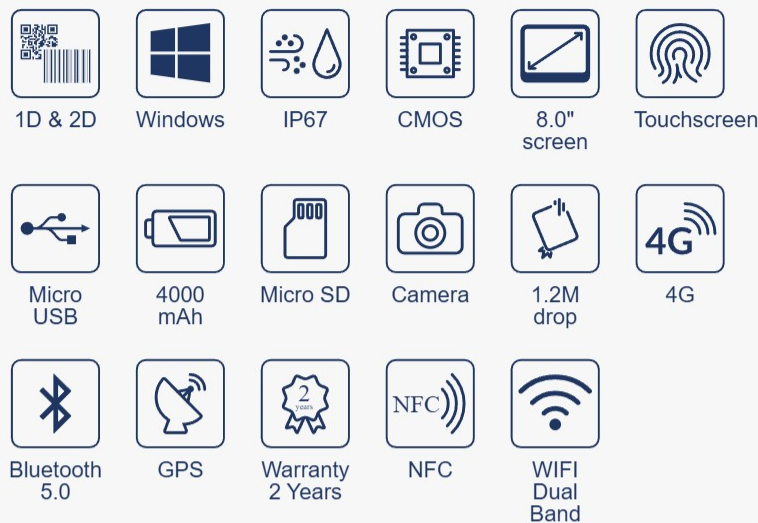 1D & 2D
Windows
IP67
CMOS
8.0"
screen
Touchscreen
Micro
USB
4000
mAh
Micro SD
Camera
1.2M
drop
4G
4G
Bluetooth
5.0
GPS
2
years
Warranty
2 Years
NFC
NFC
WIFI
Dual
Band